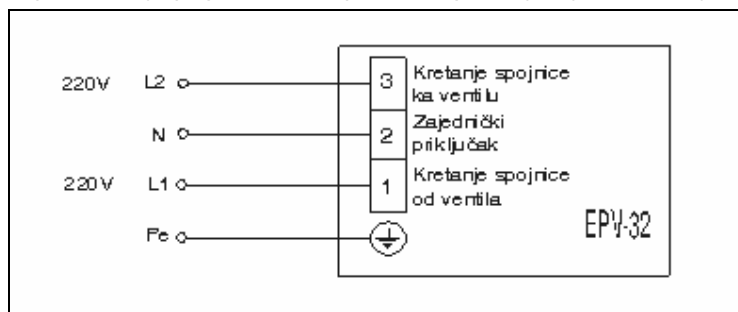 220V L2 3 Kretanje spojnice
ka ventilu
N 2 Zajednički
priključak
220V L1 1 Kretanje spojnice
od ventila
Pe
EPV-32